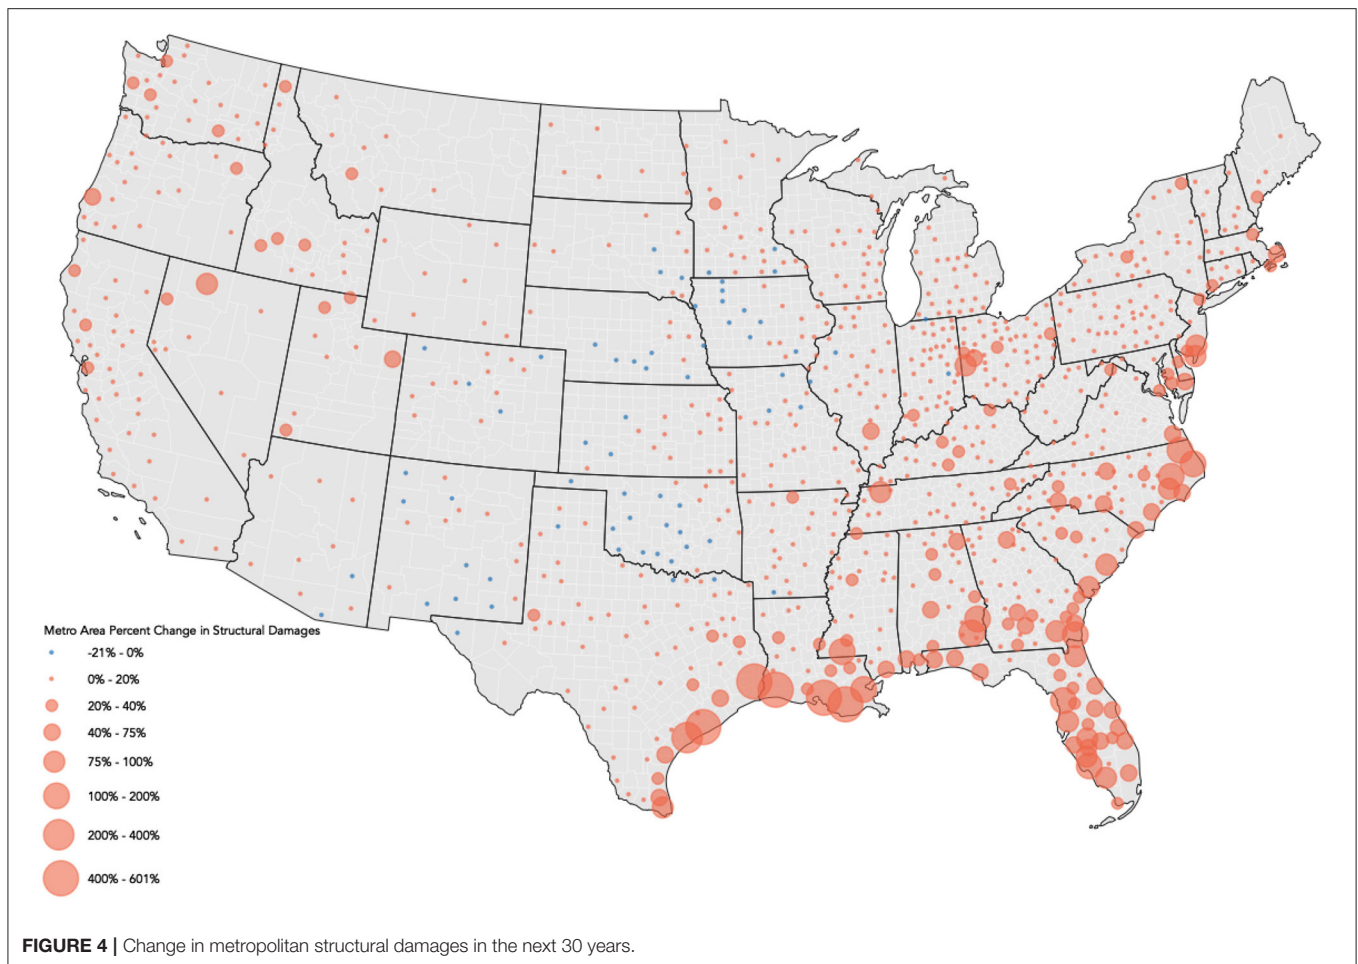 Metro Area Percent Change in Structural Damages
-21% - 0%
0% - 20%
20% - 40%
40% - 75%
75% - 100%
100% - 200%
200% - 400%
400% - 601%
FIGURE 4 | Change in metropolitan structural damages in the next 30 years.